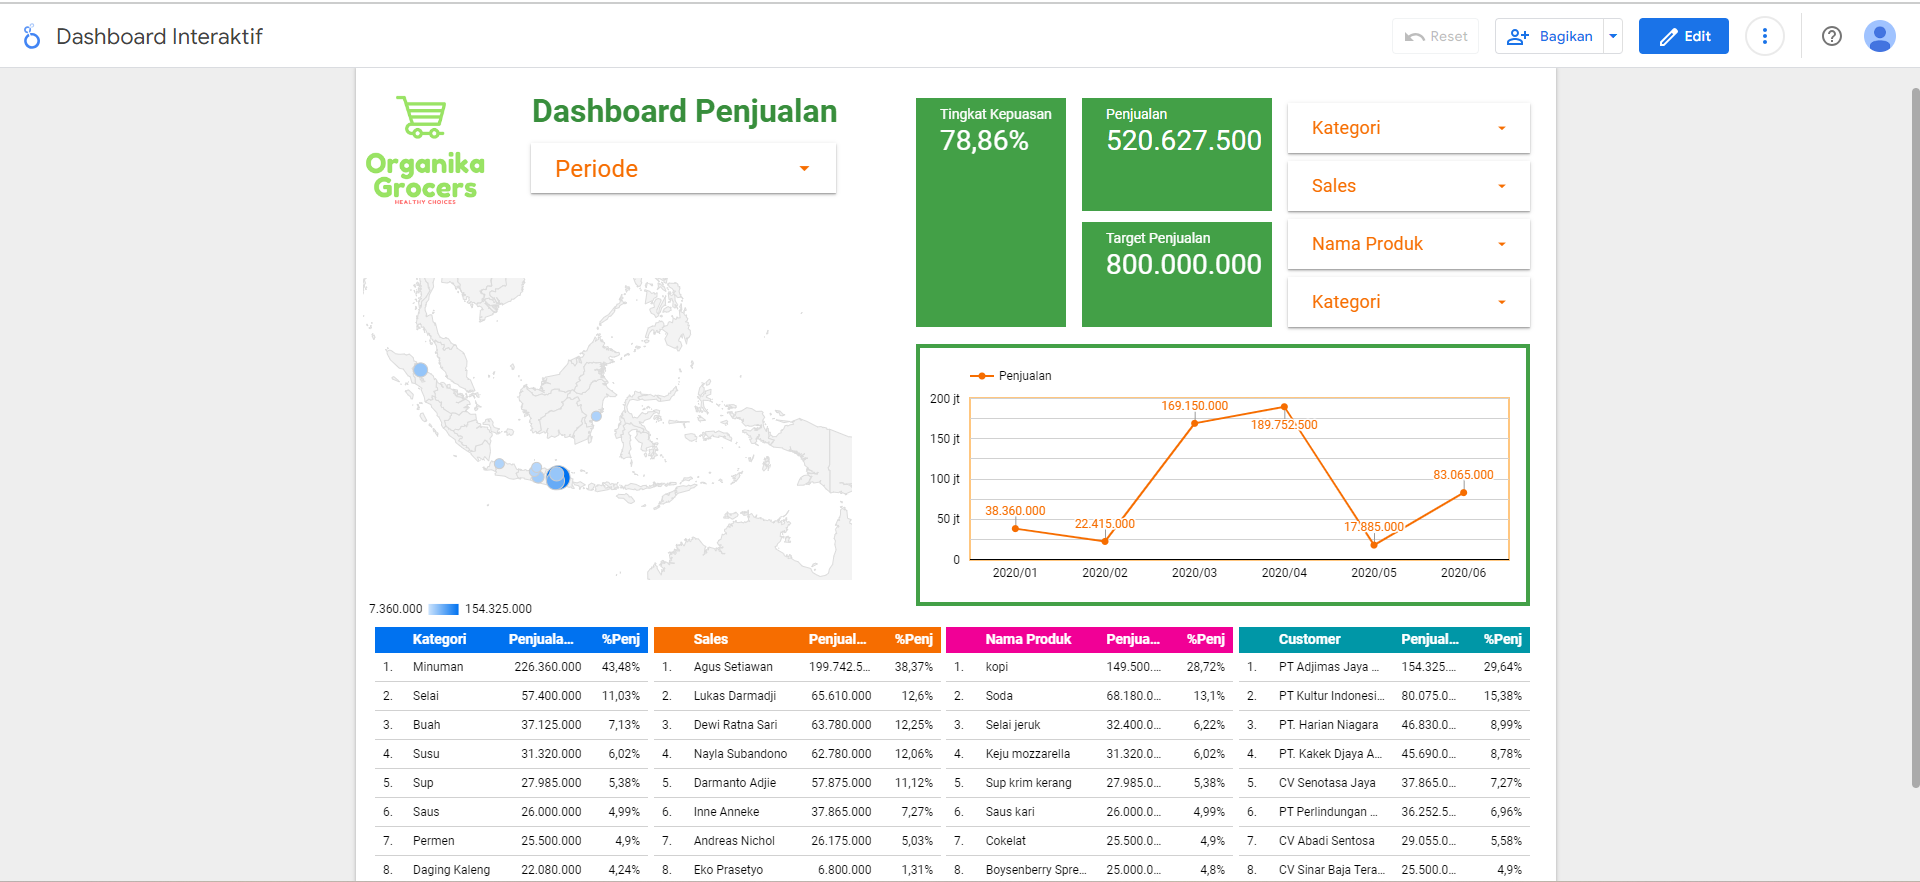 Dashboard Interaktif
Reset
Bagikan
Edit
Organika
Grocers
HEALTHY CHOICES
Dashboard Penjualan
Periode
Tingkat Kepuasan
78,86%
Penjualan
520.627.500
Target Penjualan
800.000.000
Kategori
Sales
Nama Produk
Kategori
7.360.000 154.325.000
Penjualan
200 jt
150 jt
100 jt
50 jt
0
38.360.000
22.415.000
169.150.000
189.752.500
17.885.000
83.065.000
2020/01 2020/02 2020/03 2020/04 2020/05 2020/06
Kategori Penjuala... %Penj
1. Minuman 226.360.000 43,48%
2. Selai 57.400.000 11,03%
3. Buah 37.125.000 7,13%
4. Susu 31.320.000 6,02%
5. Sup 27.985.000 5,38%
6. Saus 26.000.000 4,99%
7. Permen 25.500.000 4,9%
8. Daging Kaleng 22.080.000 4,24%
Sales Penjual... %Penj
1. Agus Setiawan 199.742.5... 38,37%
2. Lukas Darmadji 65.610.000 12,6%
3. Dewi Ratna Sari 63.780.000 12,25%
4. Nayla Subandono 62.780.000 12,06%
5. Darmanto Adjie 57.875.000 11,12%
6. Inne Anneke 37.865.000 7,27%
7. Andreas Nichol 26.175.000 5,03%
8. Eko Prasetyo 6.800.000 1,31%
Nama Produk Penjua... %Penj
1. kopi 149.500.... 28,72%
2. Soda 68.180.0... 13,1%
3. Selai jeruk 32.400.0... 6,22%
4. Keju mozzarella 31.320.0... 6,02%
5. Sup krim kerang 27.985.0... 5,38%
6. Saus kari 26.000.0... 4,99%
7. Cokelat 25.500.0... 4,9%
8. Boysenberry Spre... 25.000.0... 4,8%
Customer Penjual... %Penj
1. PT Adjimas Jaya ... 154.325.... 29,64%
2. PT Kultur Indonesi... 80.075.0... 15,38%
3. PT. Harian Niagara 46.830.0... 8,99%
4. PT. Kakek Djaya A... 45.690.0... 8,78%
5. CV Senotasa Jaya 37.865.0... 7,27%
6. PT Perlindungan ... 36.252.5... 6,96%
7. CV Abadi Sentosa 29.055.0... 5,58%
8. CV Sinar Baja Tera... 25.500.0... 4,9%